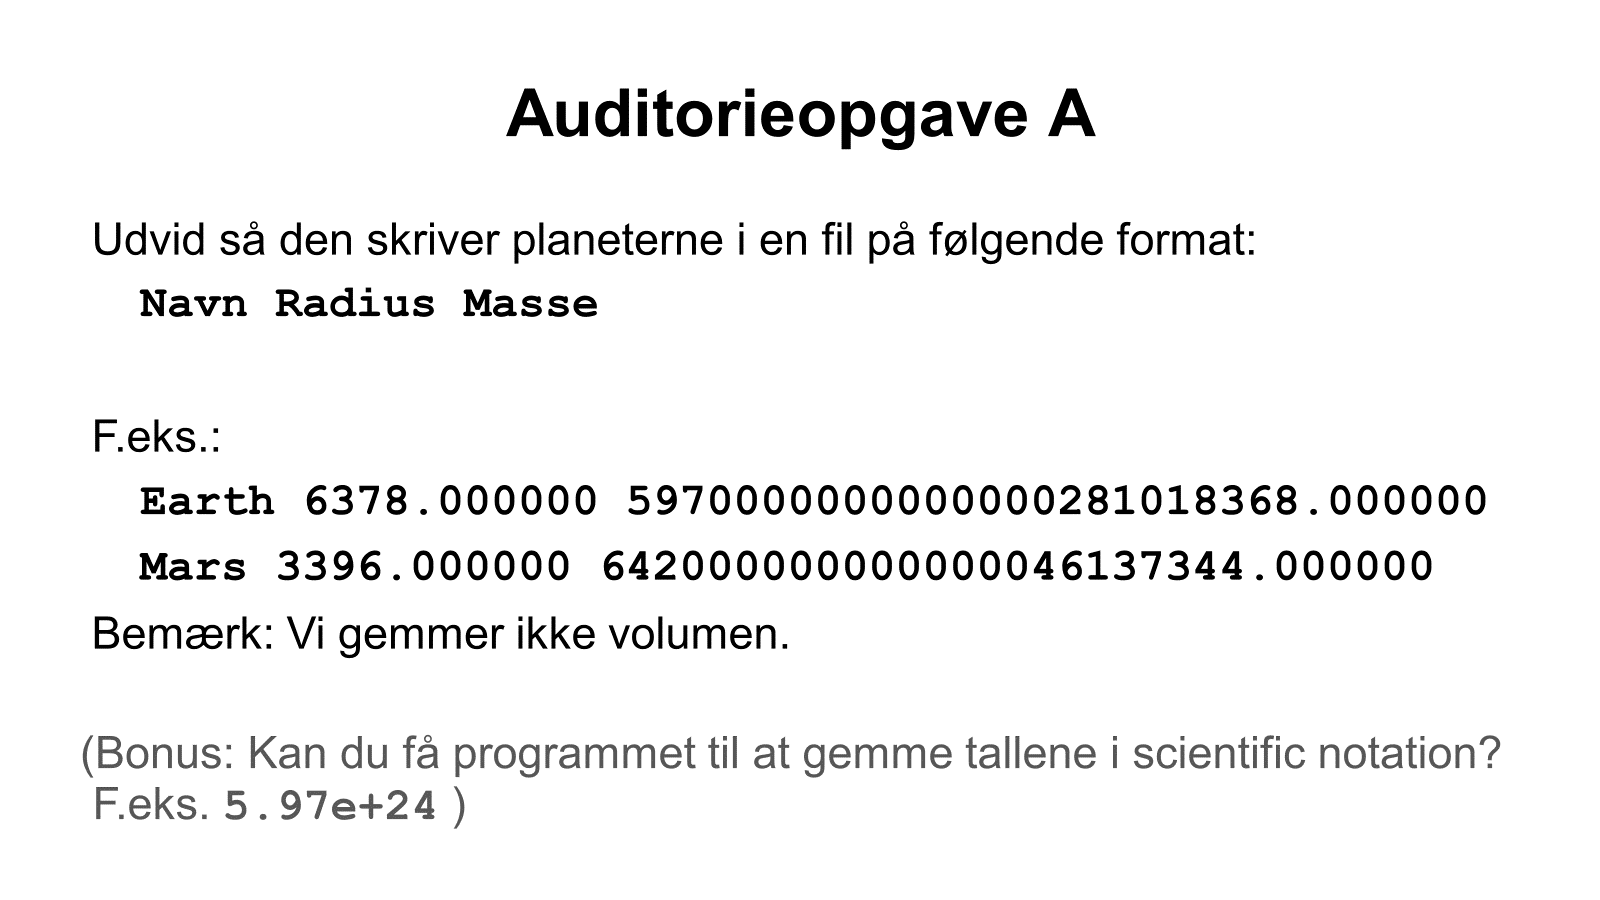 Auditorieopgave A
Udvid så den skriver planeterne i en fil på følgende format:
Navn Radius Masse
F.eks.:
Earth 6378.000000 5970000000000000281018368.000000
Mars 3396.000000 642000000000000046137344.000000
Bemærk: Vi gemmer ikke volumen.
(Bonus: Kan du få programmet til at gemme tallene i scientific notation?
F.eks. 5.97e+24 )